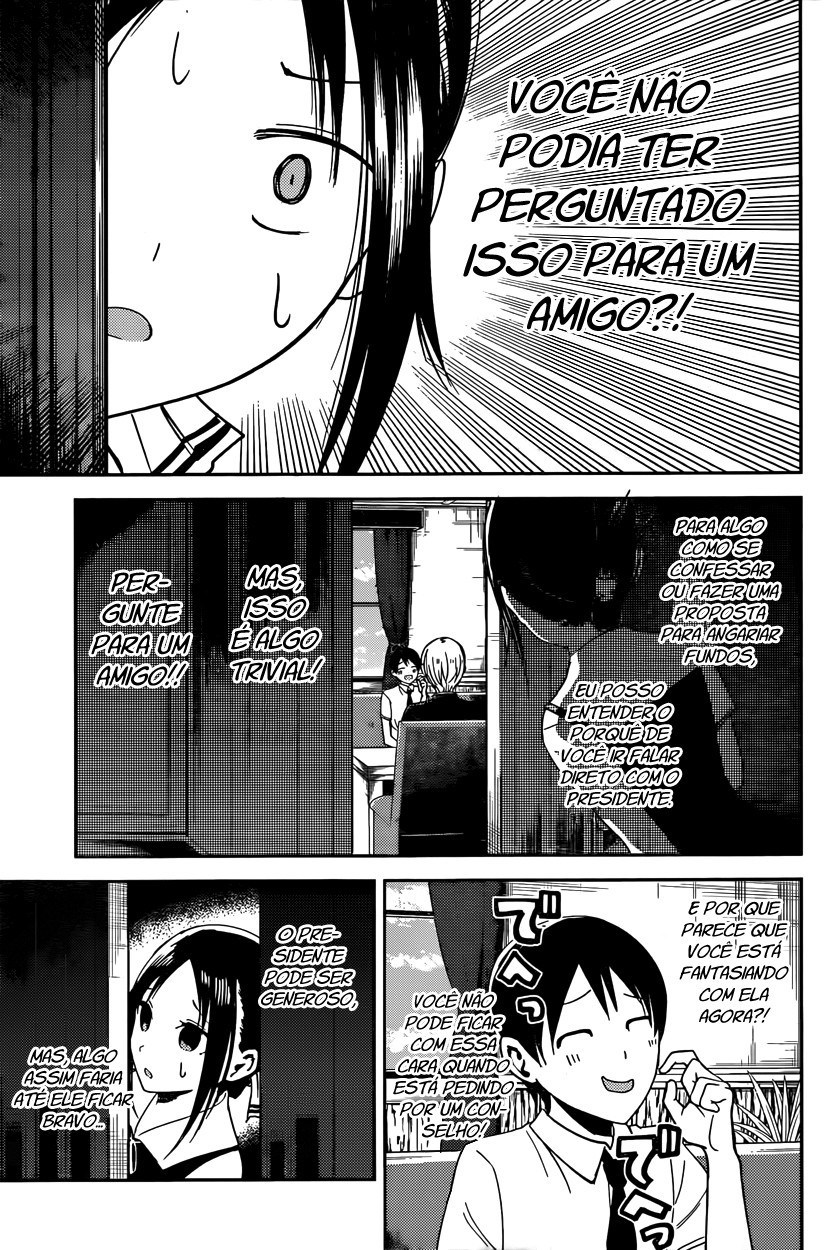 VOCÊ NÃO
PODIA TER
PERGUNTADO
ISSO PARA UM
AMIGO?!
PARA ALGO
COMO SE
CONFESSAR
OU FAZER UMA
PROPOSTA
PARA ANGARIAR
FUNDOS,
EU POSSO
ENTENDER O
PORQUÊ DE
VOCÊ IR FALAR
DIRETO COM O
PRESIDENTE.
MAS,
ISSO
É ALGO
TRIVIAL!
PER-
GUNTE
PARA UM
AMIGO!!
E POR QUE
PARECE QUE
VOCÊ ESTÁ
FANTASIANDO
COM ELA
AGORA?!
でへっ
VOCÊ NÃO
PODE FICAR
COM ESSA
CARA QUANDO
ESTÁ PEDINDO
POR UM CON-
SELHO!
でへっ
O PRE-
SIDENTE
PODE SER
GENEROSO,
MAS, ALGO
ASSIM FARIA
ATÉ ELE FICAR
BRAVO..